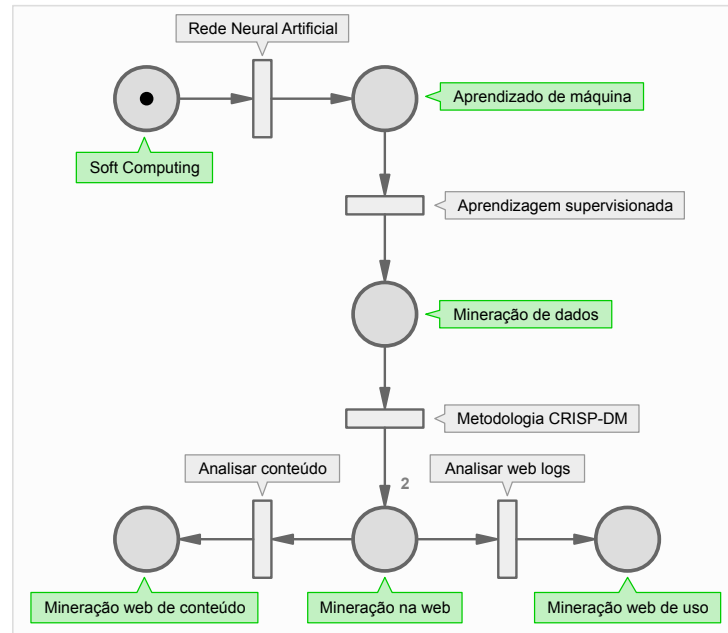 Rede Neural Artificial
Aprendizado de máquina
Soft Computing
Aprendizagem supervisionada
Mineração de dados
Metodologia CRISP-DM
Analisar conteúdo
Analisar web logs
2
Mineração web de conteúdo
Mineração na web
Mineração web de uso